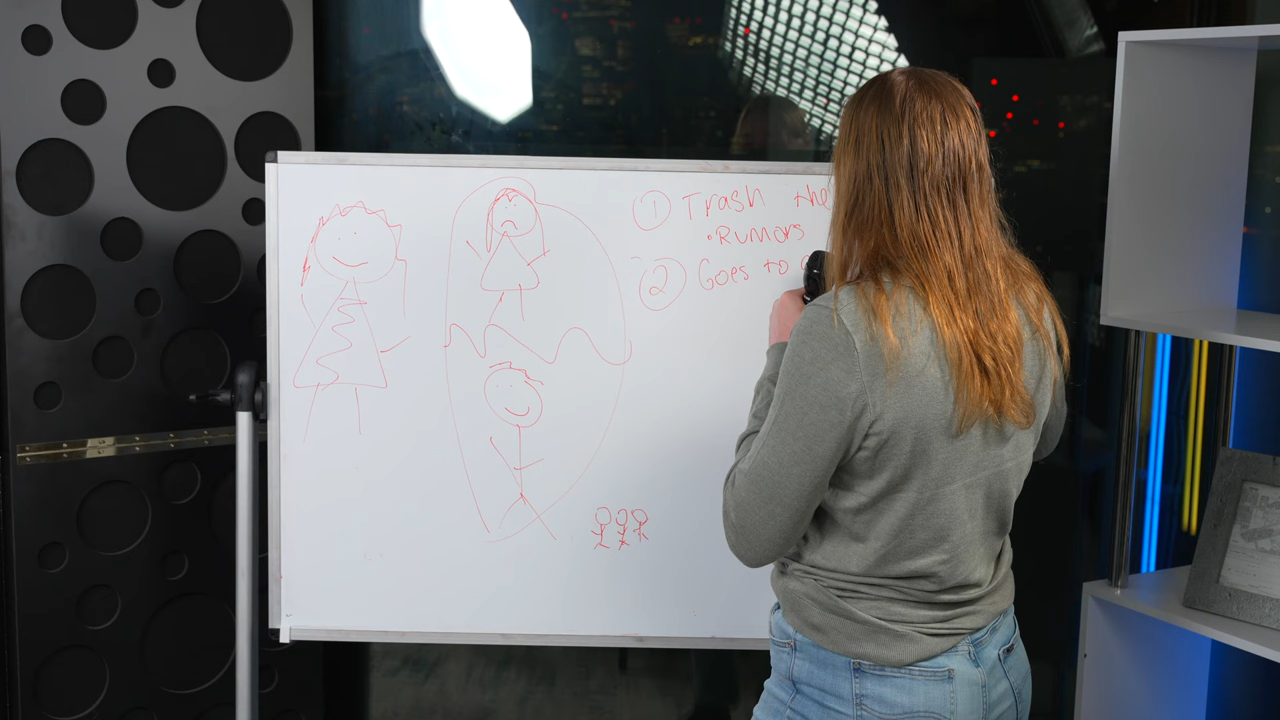 1 Trash the
• Rumors
2 Goes to